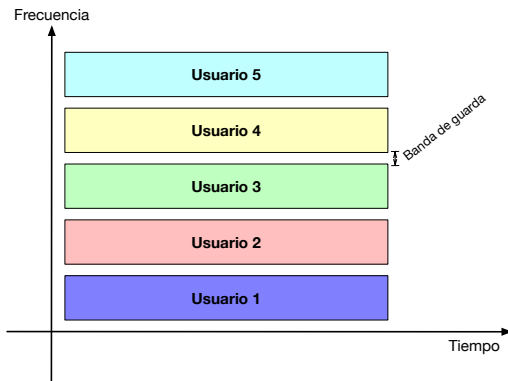 Frecuencia
Usuario 5
Usuario 4
Banda de guarda
Usuario 3
Usuario 2
Usuario 1
Tiempo